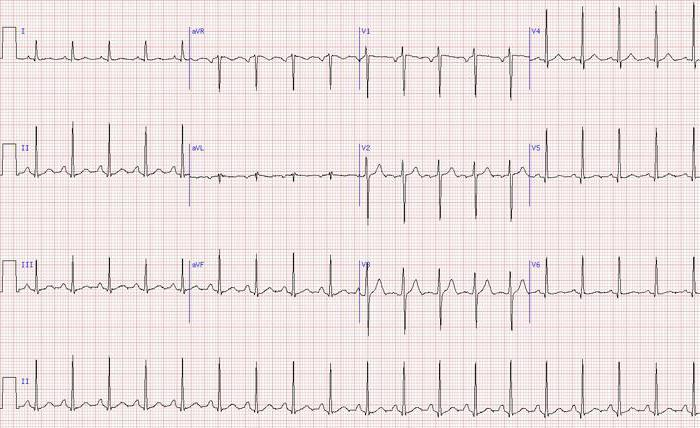 I aVR V1 V4
II aVL V2 V5
III aVF V3 V6
II